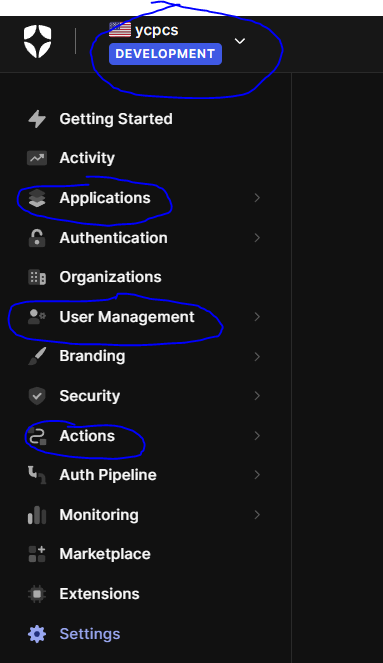 ycpcs
DEVELOPMENT
Getting Started
Activity
Applications
Authentication
Organizations
User Management
Branding
Security
Actions
Auth Pipeline
Monitoring
Marketplace
Extensions
Settings